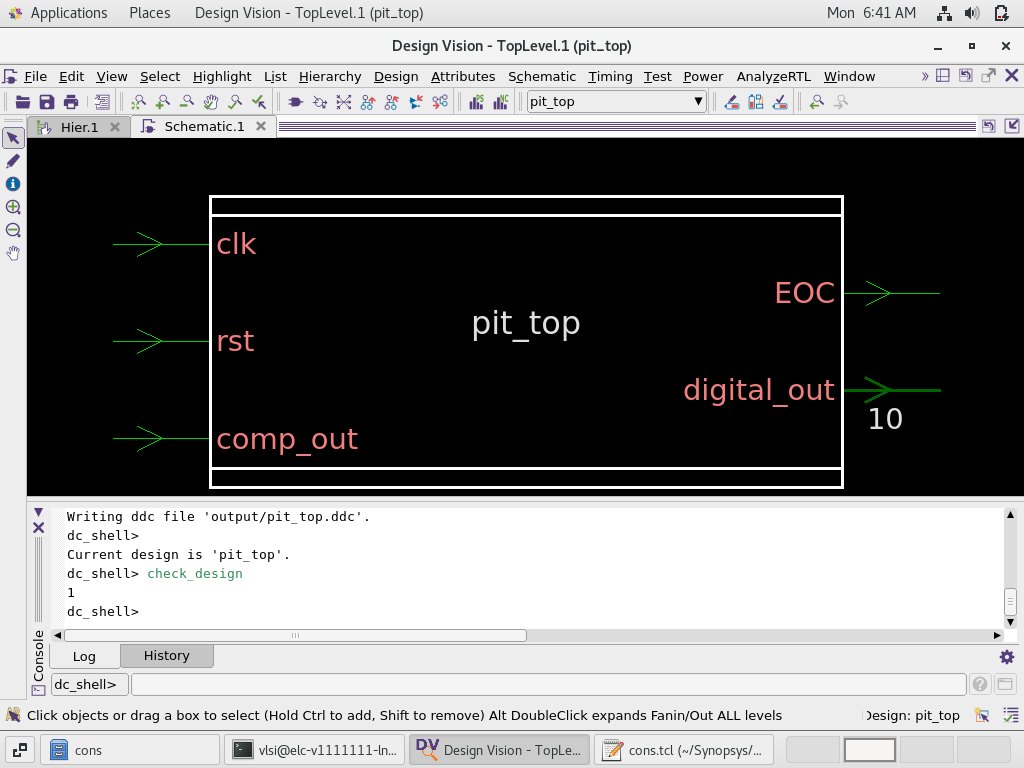 Applications Places Design Vision - TopLevel.1 (pit_top) Mon 6:41 AM
Design Vision - TopLevel.1 (pit_top)
File Edit View Select Highlight List Hierarchy Design Attributes Schematic Timing Test Power AnalyzeRTL Window »
pit_top
Hier.1 Schematic.1
clk
EOC
pit_top
rst
digital_out
10
comp_out
Writing ddc file 'output/pit_top.ddc'.
dc_shell>
Current design is 'pit_top'.
dc_shell> check_design
1
dc_shell>
Console
Log History
dc_shell>
Click objects or drag a box to select (Hold Ctrl to add, Shift to remove) Alt DoubleClick expands Fanin/Out ALL levels Design: pit_top
cons vlsi@elc-v1111111-ln... DV Design Vision - TopLe... cons.tcl (~/Synopsys/...